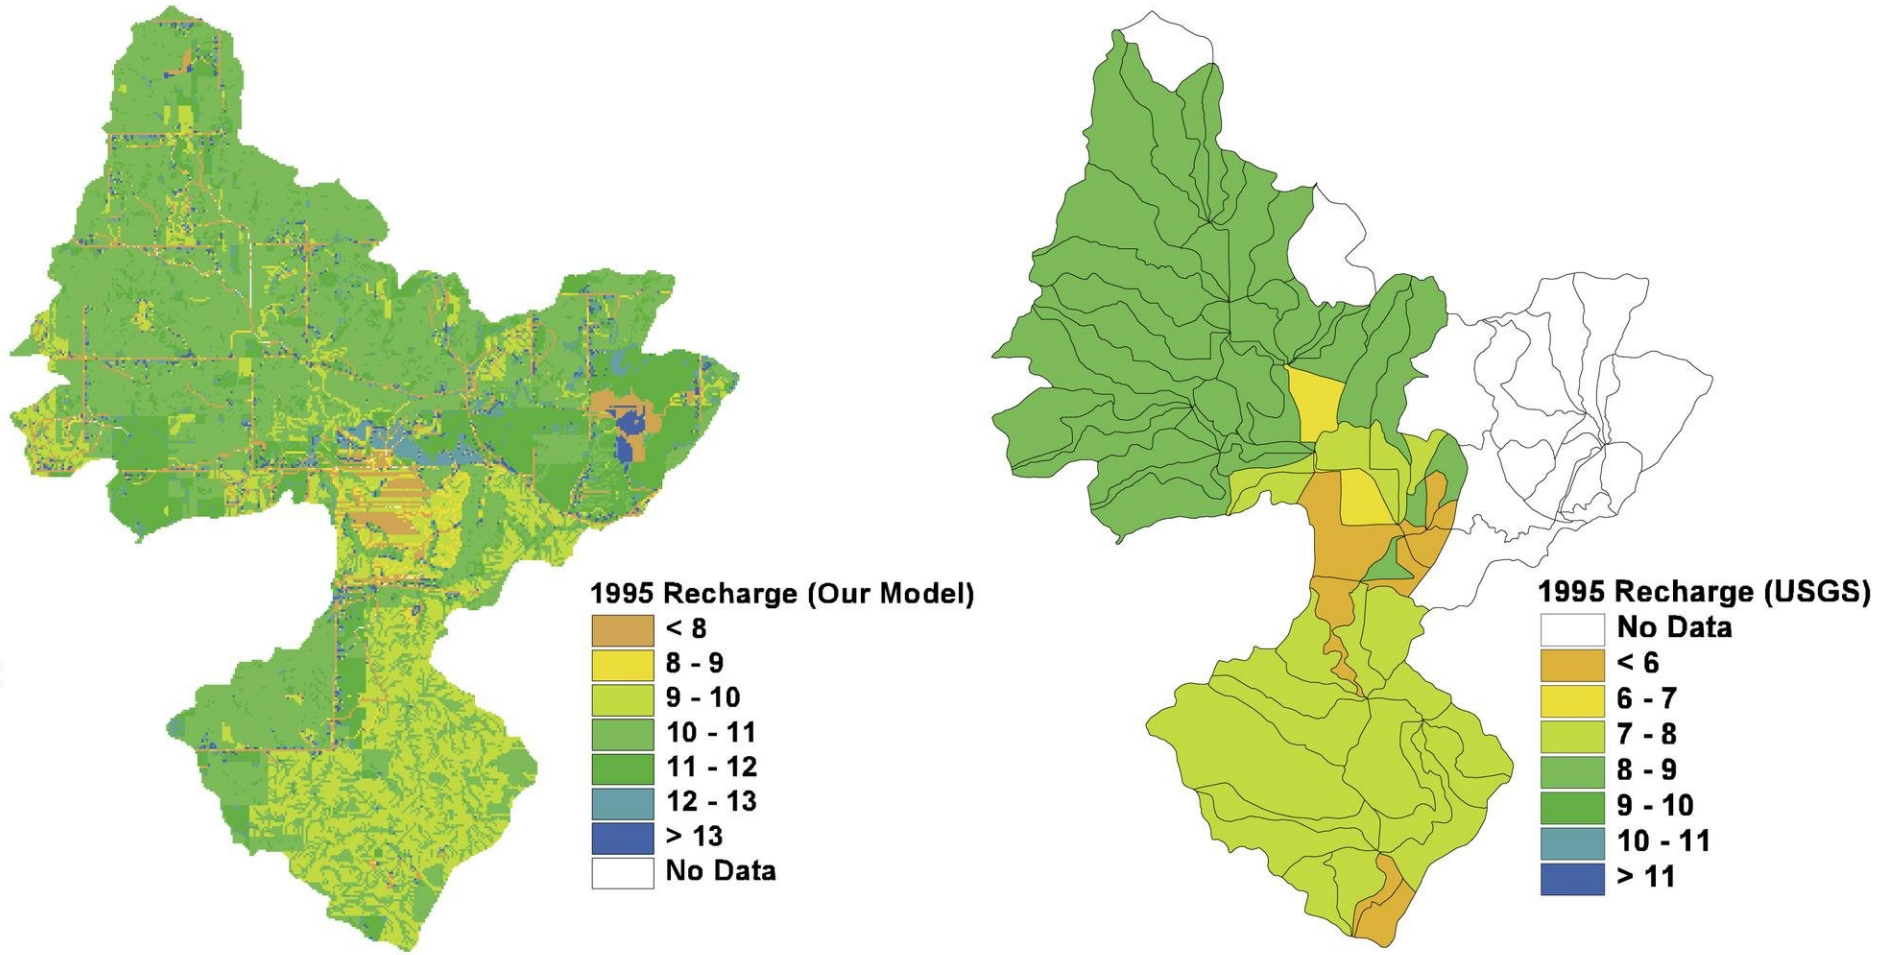 1995 Recharge (Our Model)
< 8
8 - 9
9 - 10
10 - 11
11 - 12
12 - 13
> 13
No Data
1995 Recharge (USGS)
No Data
< 6
6 - 7
7 - 8
8 - 9
9 - 10
10 - 11
> 11